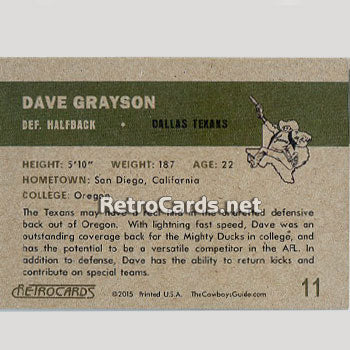 DAVE GRAYSON
DEF. HALFBACK • DALLAS TEXANS
HEIGHT: 5'10" WEIGHT: 187 AGE: 22
HOMETOWN: San Diego, California
COLLEGE: Oregon
RetroCards.net
The Texans may have a find in the undrafted defensive
back out of Oregon. With lightning fast speed, Dave was an
outstanding coverage back for the Mighty Ducks in college, and
has the potential to be a versatile competitor in the AFL. In
addition to defense, Dave has the ability to return kicks and
contribute on special teams.
RETROCARDS ©2015 Printed U.S.A. TheCowboysGuide.com 11